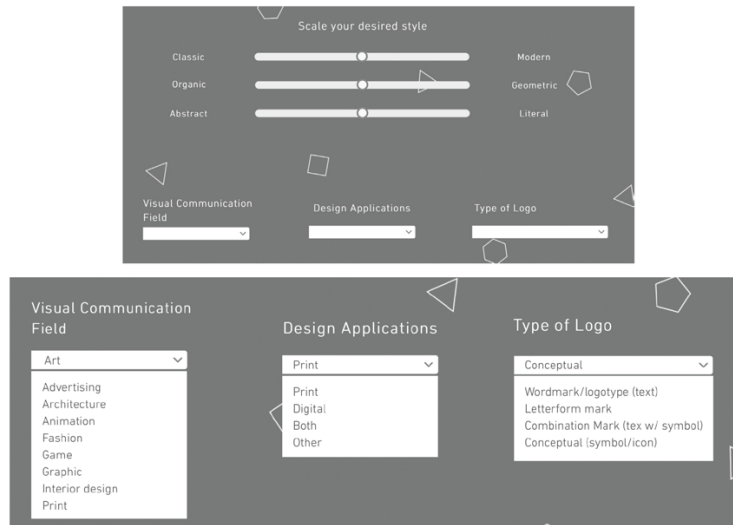 Scale your desired style
Classic Modern
Organic Geometric
Abstract Literal
Visual Communication
Field
Design Applications
Type of Logo
Visual Communication
Field
Art
Advertising
Architecture
Animation
Fashion
Game
Graphic
Interior design
Print
Design Applications
Print
Print
Digital
Both
Other
Type of Logo
Conceptual
Wordmark/logotype (text)
Letterform mark
Combination Mark (tex w/ symbol)
Conceptual (symbol/icon)